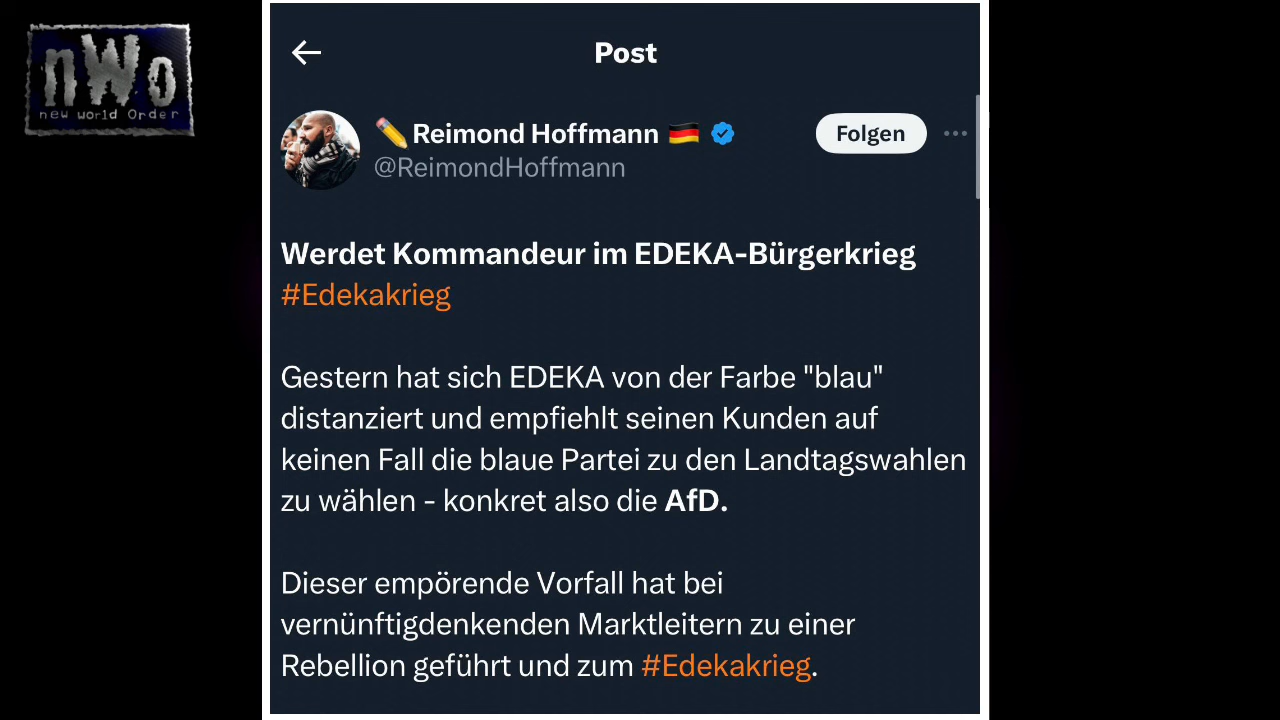 nWo
new world Order
Post
Reimond Hoffmann
Folgen
@ReimondHoffmann
Werdet Kommandeur im EDEKA-Bürgerkrieg
#Edekakrieg
Gestern hat sich EDEKA von der Farbe "blau"
distanziert und empfiehlt seinen Kunden auf
keinen Fall die blaue Partei zu den Landtagswahlen
zu wählen - konkret also die AfD.
Dieser empörende Vorfall hat bei
vernünftigdenkenden Marktleitern zu einer
Rebellion geführt und zum #Edekakrieg.